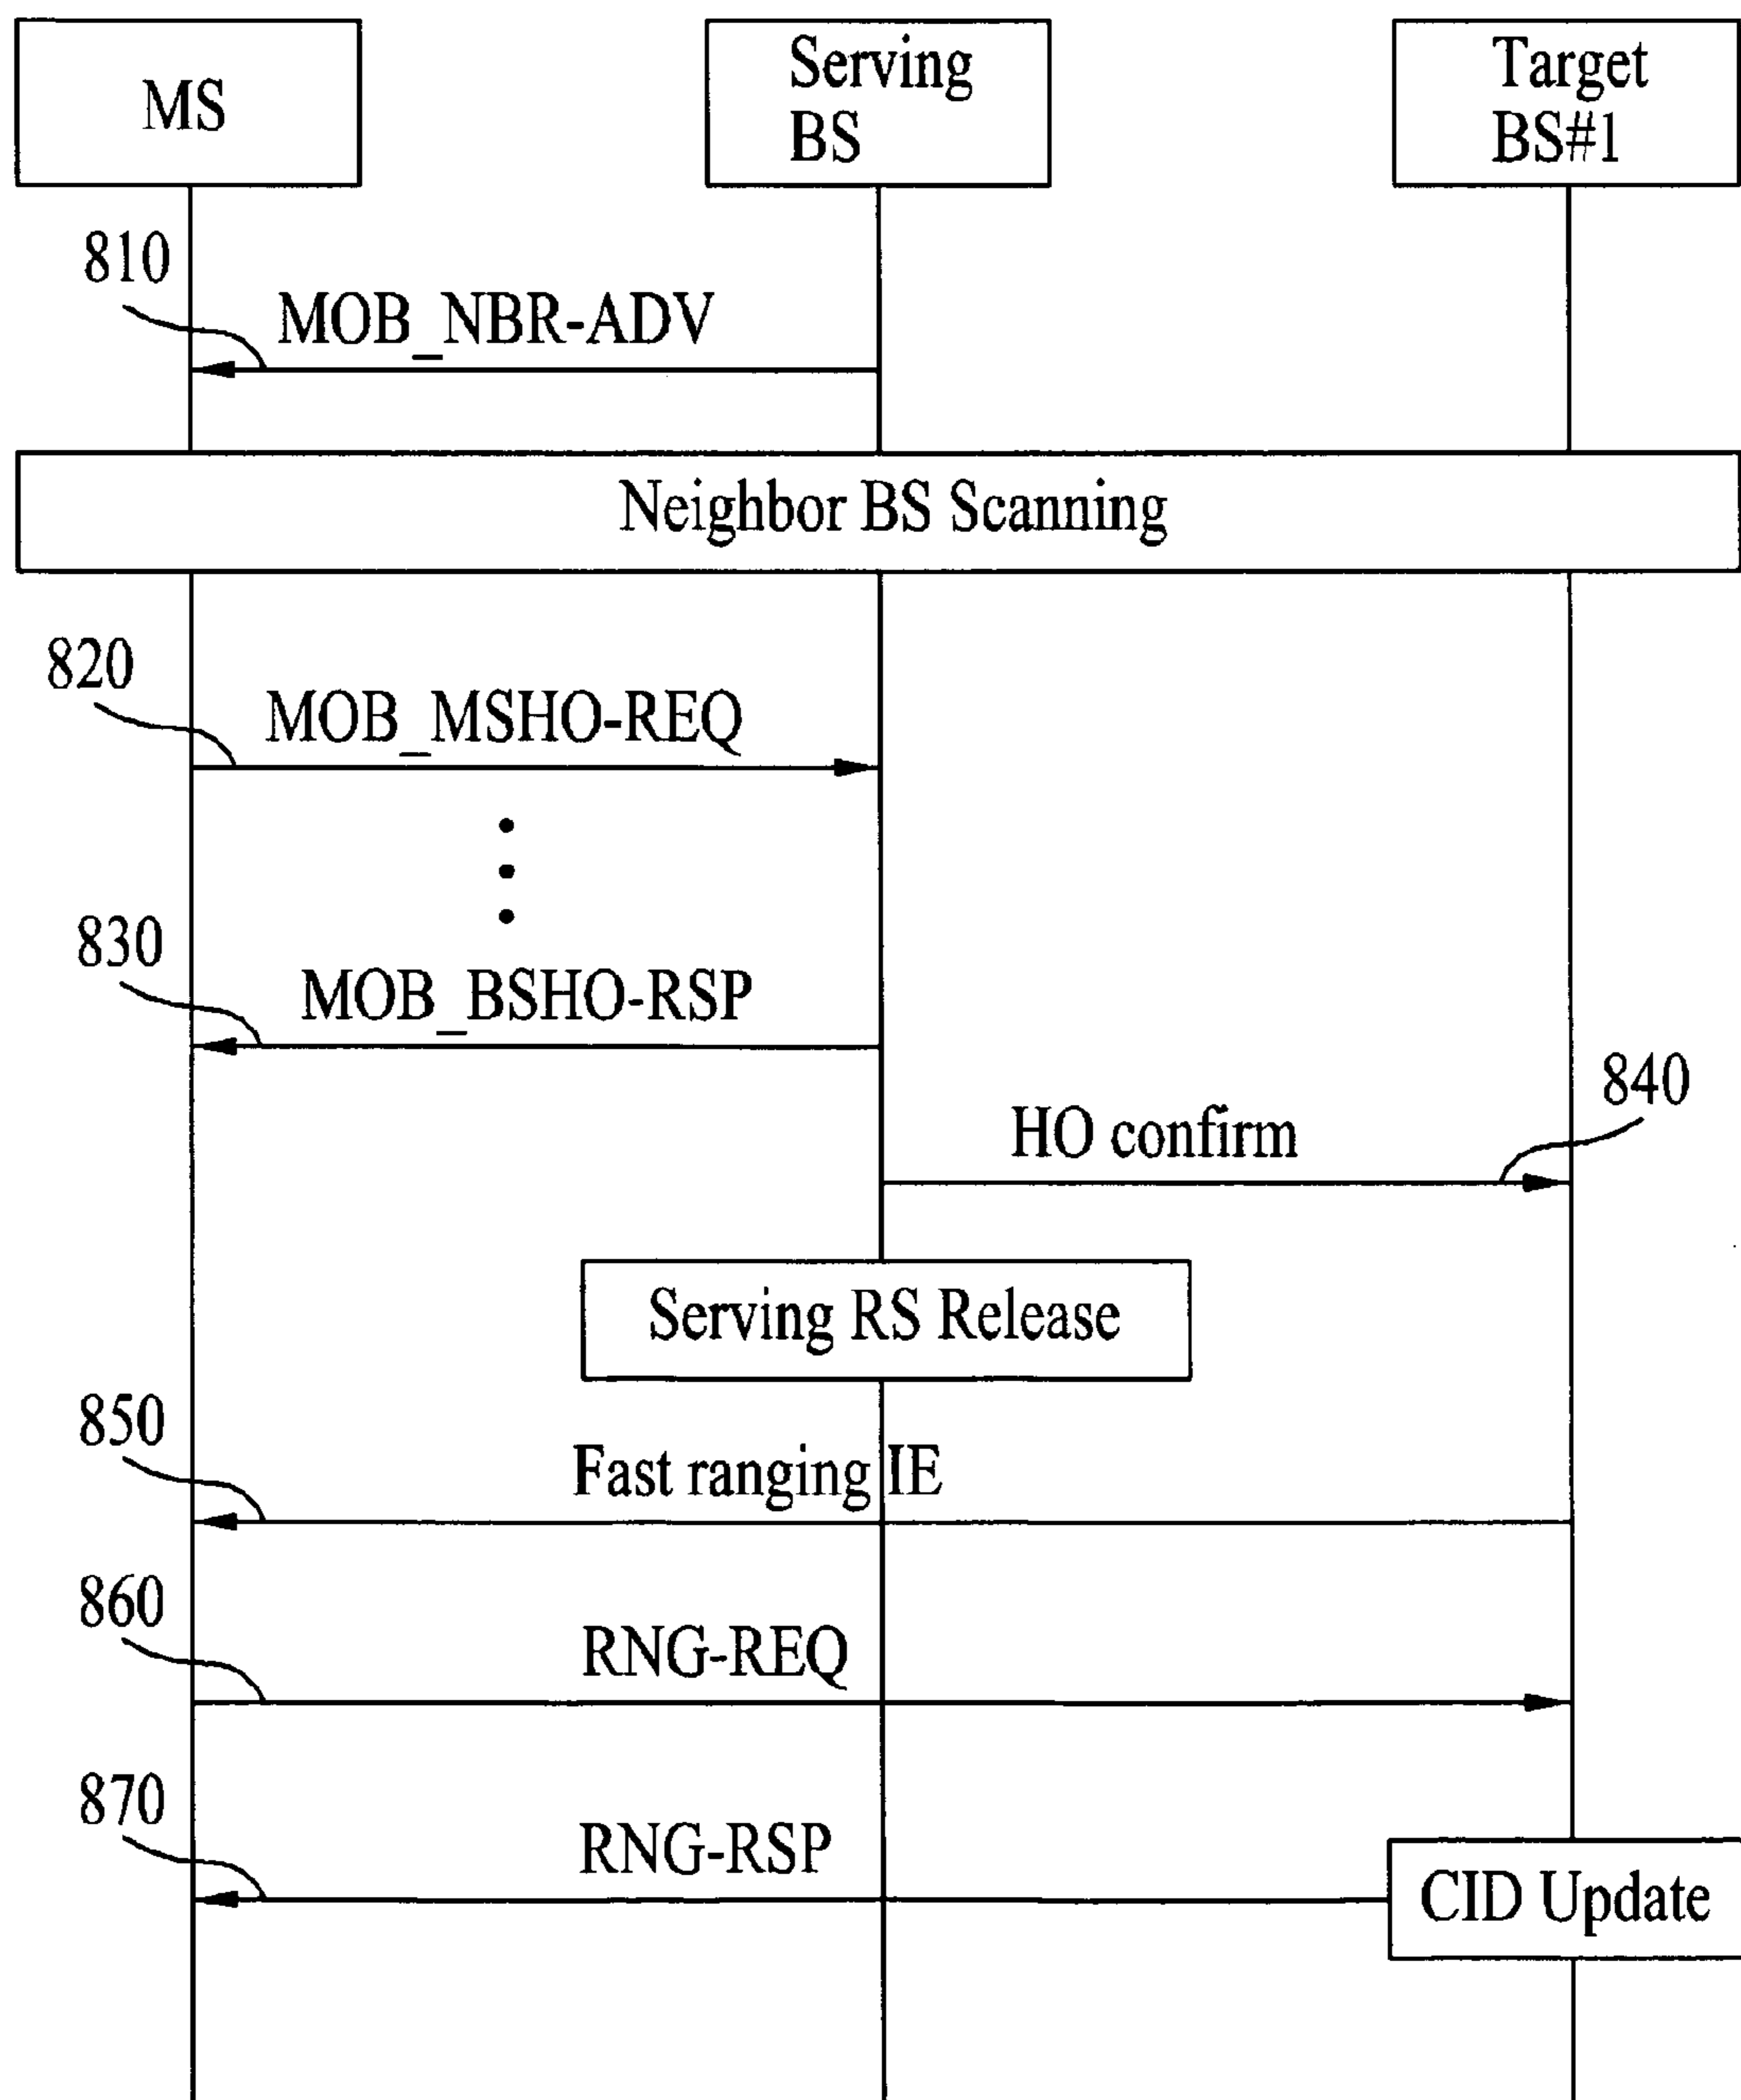 MS
Serving
BS
Target
BS#1
810
MOB_NBR-ADV
Neighbor BS Scanning
820
MOB_MSHO-REQ
830
MOB_BSHO-RSP
840
HO confirm
Serving RS Release
850
Fast ranging IE
860
RNG-REQ
870
RNG-RSP
CID Update